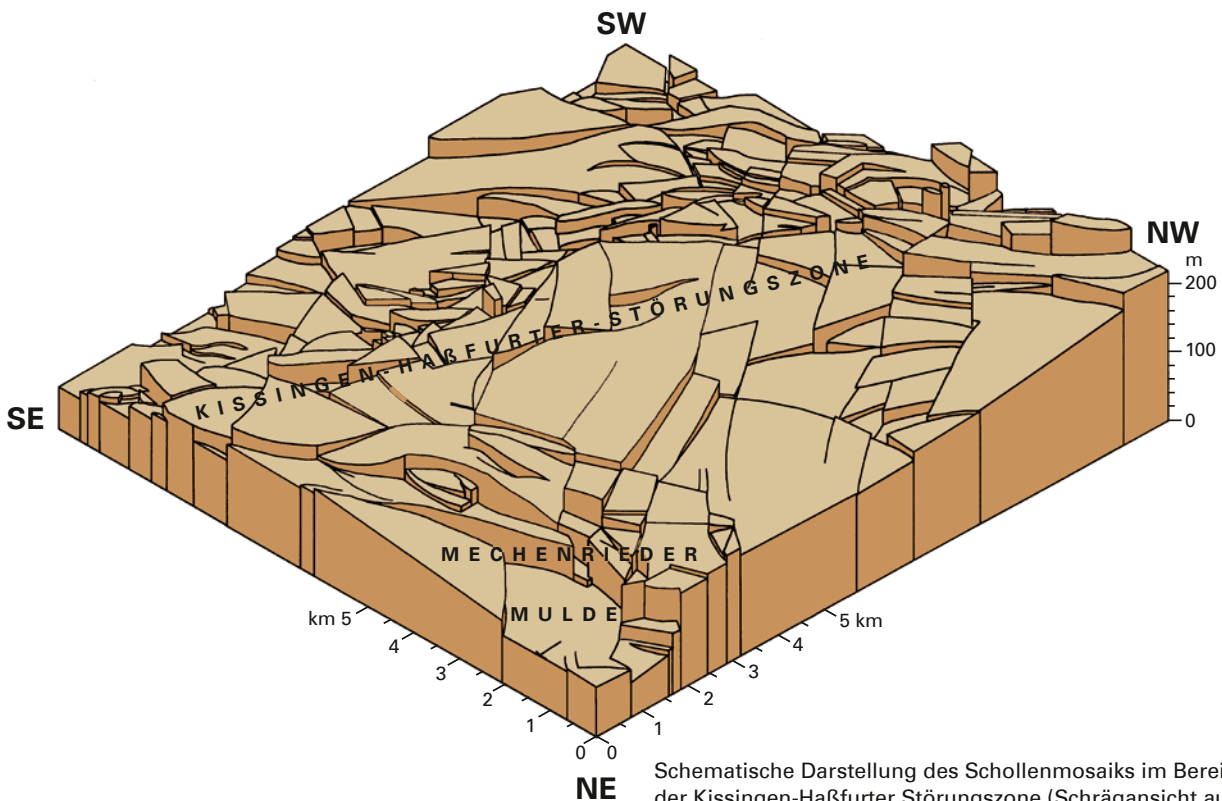 SW
NW
m
200
100
0
SE
KISSINGEN-HAßFURTER-STÖRUNGSZONE
MECHENRIEDER
MULDE
km 5
4
3
2
1
0
0
1
2
3
4
5 km
NE
Schematische Darstellung des Schollenmosaiks im Berei
der Kissingen-Haßfurter Störungszone (Schrägansicht au